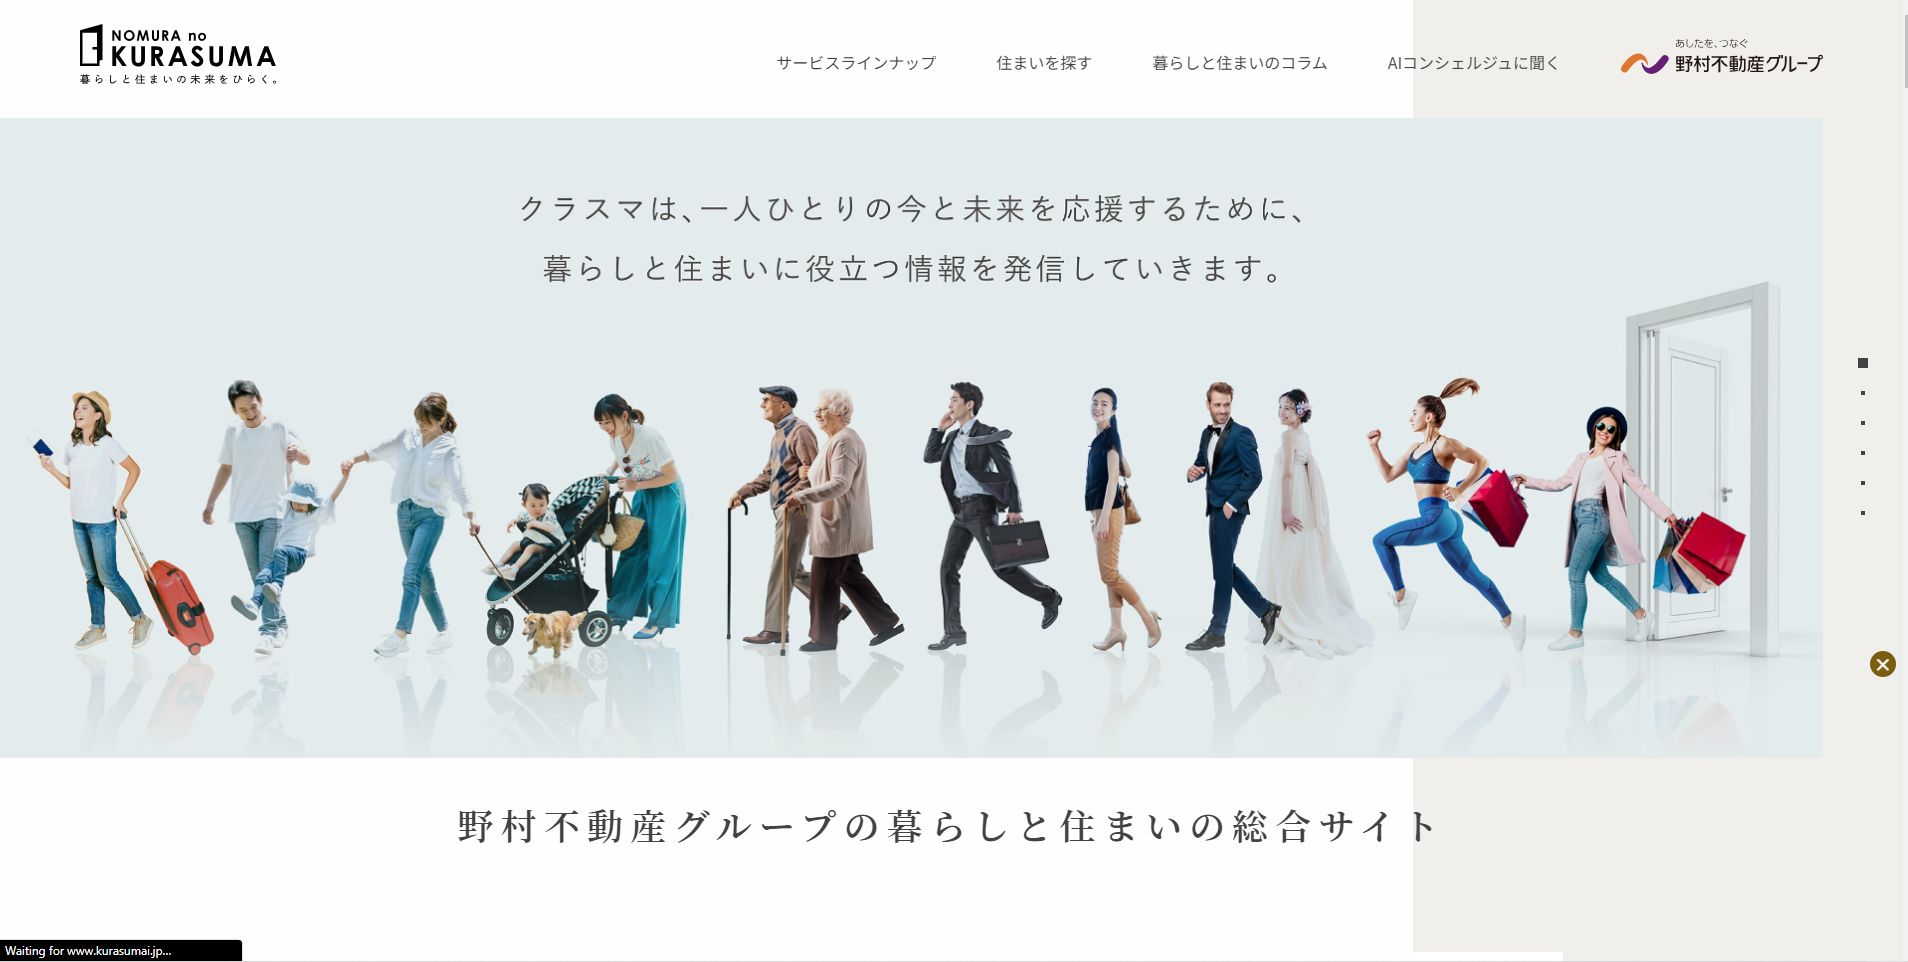 NOMURA no
KURASUMA
暮らしと住まいの未来をひらく。
サービスラインナップ
住まいを探す
暮らしと住まいのコラム
AIコンシェルジュに聞く
あしたを、つなぐ
野村不動産グループ
クラスマは、一人ひとりの今と未来を応援するために、
暮らしと住まいに役立つ情報を発信していきます。
野村不動産グループの暮らしと住まいの総合サイト
Waiting for www.kurasumai.jp...